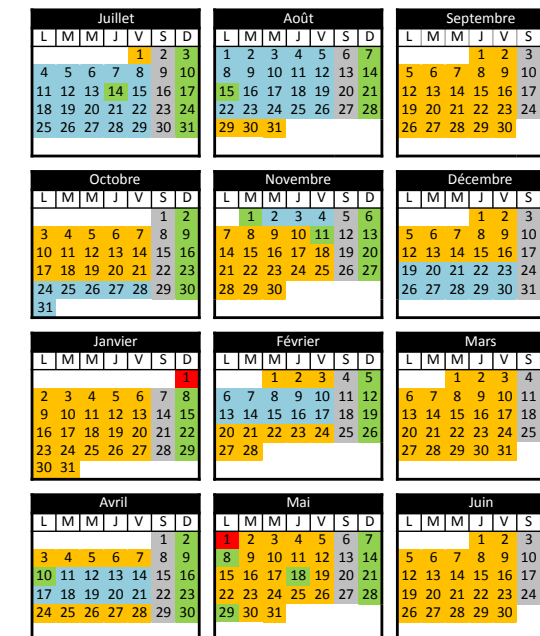 Juillet
L M M J V S D
1 2 3
4 5 6 7 8 9 10
11 12 13 14 15 16 17
18 19 20 21 22 23 24
25 26 27 28 29 30 31
Août
L M M J V S D
1 2 3 4 5 6 7
8 9 10 11 12 13 14
15 16 17 18 19 20 21
22 23 24 25 26 27 28
29 30 31
Septembre
L M M J V S
1 2 3
5 6 7 8 9 10
12 13 14 15 16 17
19 20 21 22 23 24
26 27 28 29 30
Octobre
L M M J V S D
1 2
3 4 5 6 7 8 9
10 11 12 13 14 15 16
17 18 19 20 21 22 23
24 25 26 27 28 29 30
31
Novembre
L M M J V S D
1 2 3 4 5 6
7 8 9 10 11 12 13
14 15 16 17 18 19 20
21 22 23 24 25 26 27
28 29 30
Décembre
L M M J V S
1 2 3
5 6 7 8 9 10
12 13 14 15 16 17
19 20 21 22 23 24
26 27 28 29 30 31
Janvier
L M M J V S D
1
2 3 4 5 6 7 8
9 10 11 12 13 14 15
16 17 18 19 20 21 22
23 24 25 26 27 28 29
30 31
Février
L M M J V S D
1 2 3 4 5
6 7 8 9 10 11 12
13 14 15 16 17 18 19
20 21 22 23 24 25 26
27 28
Mars
L M M J V S
1 2 3 4
6 7 8 9 10 11
13 14 15 16 17 18
20 21 22 23 24 25
27 28 29 30 31
Avril
L M M J V S D
1 2
3 4 5 6 7 8 9
10 11 12 13 14 15 16
17 18 19 20 21 22 23
24 25 26 27 28 29 30
Mai
L M M J V S D
1 2 3 4 5 6 7
8 9 10 11 12 13 14
15 16 17 18 19 20 21
22 23 24 25 26 27 28
29 30 31
Juin
L M M J V S
1 2 3
5 6 7 8 9 10
12 13 14 15 16 17
19 20 21 22 23 24
26 27 28 29 30